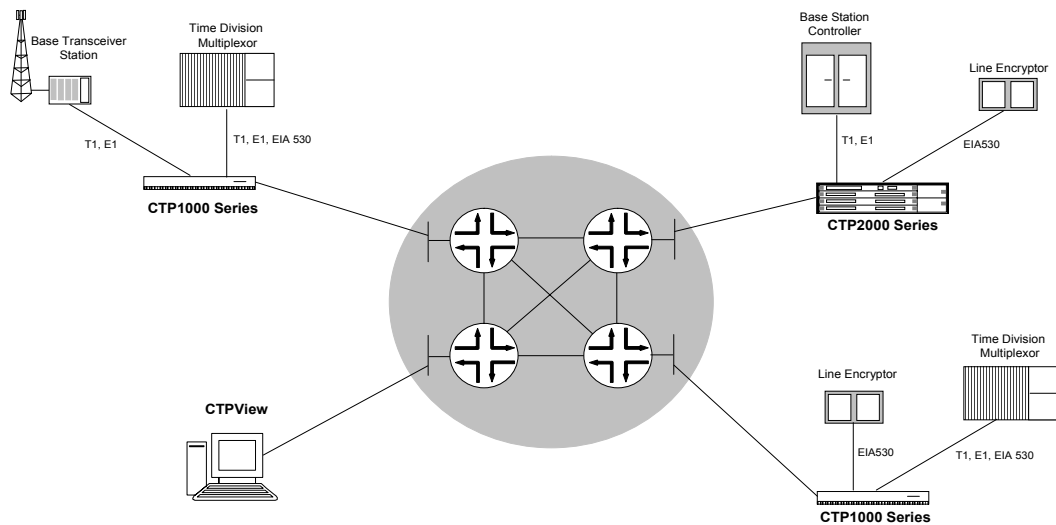 Base Transceiver
Station
Time Division
Multiplexor
T1, E1
T1, E1, EIA 530
CTP1000 Series
Base Station
Controller
Line Encryptor
T1, E1
EIA530
CTP2000 Series
CTPView
Line Encryptor
Time Division
Multiplexor
EIA530
T1, E1, EIA 530
CTP1000 Series